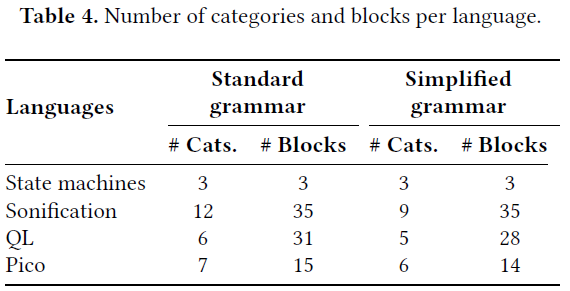 Table 4. Number of categories and blocks per language.
Languages Standard grammar Simplified grammar
# Cats. # Blocks # Cats. # Blocks
State machines 3 3 3 3
Sonification 12 35 9 35
QL 6 31 5 28
Pico 7 15 6 14